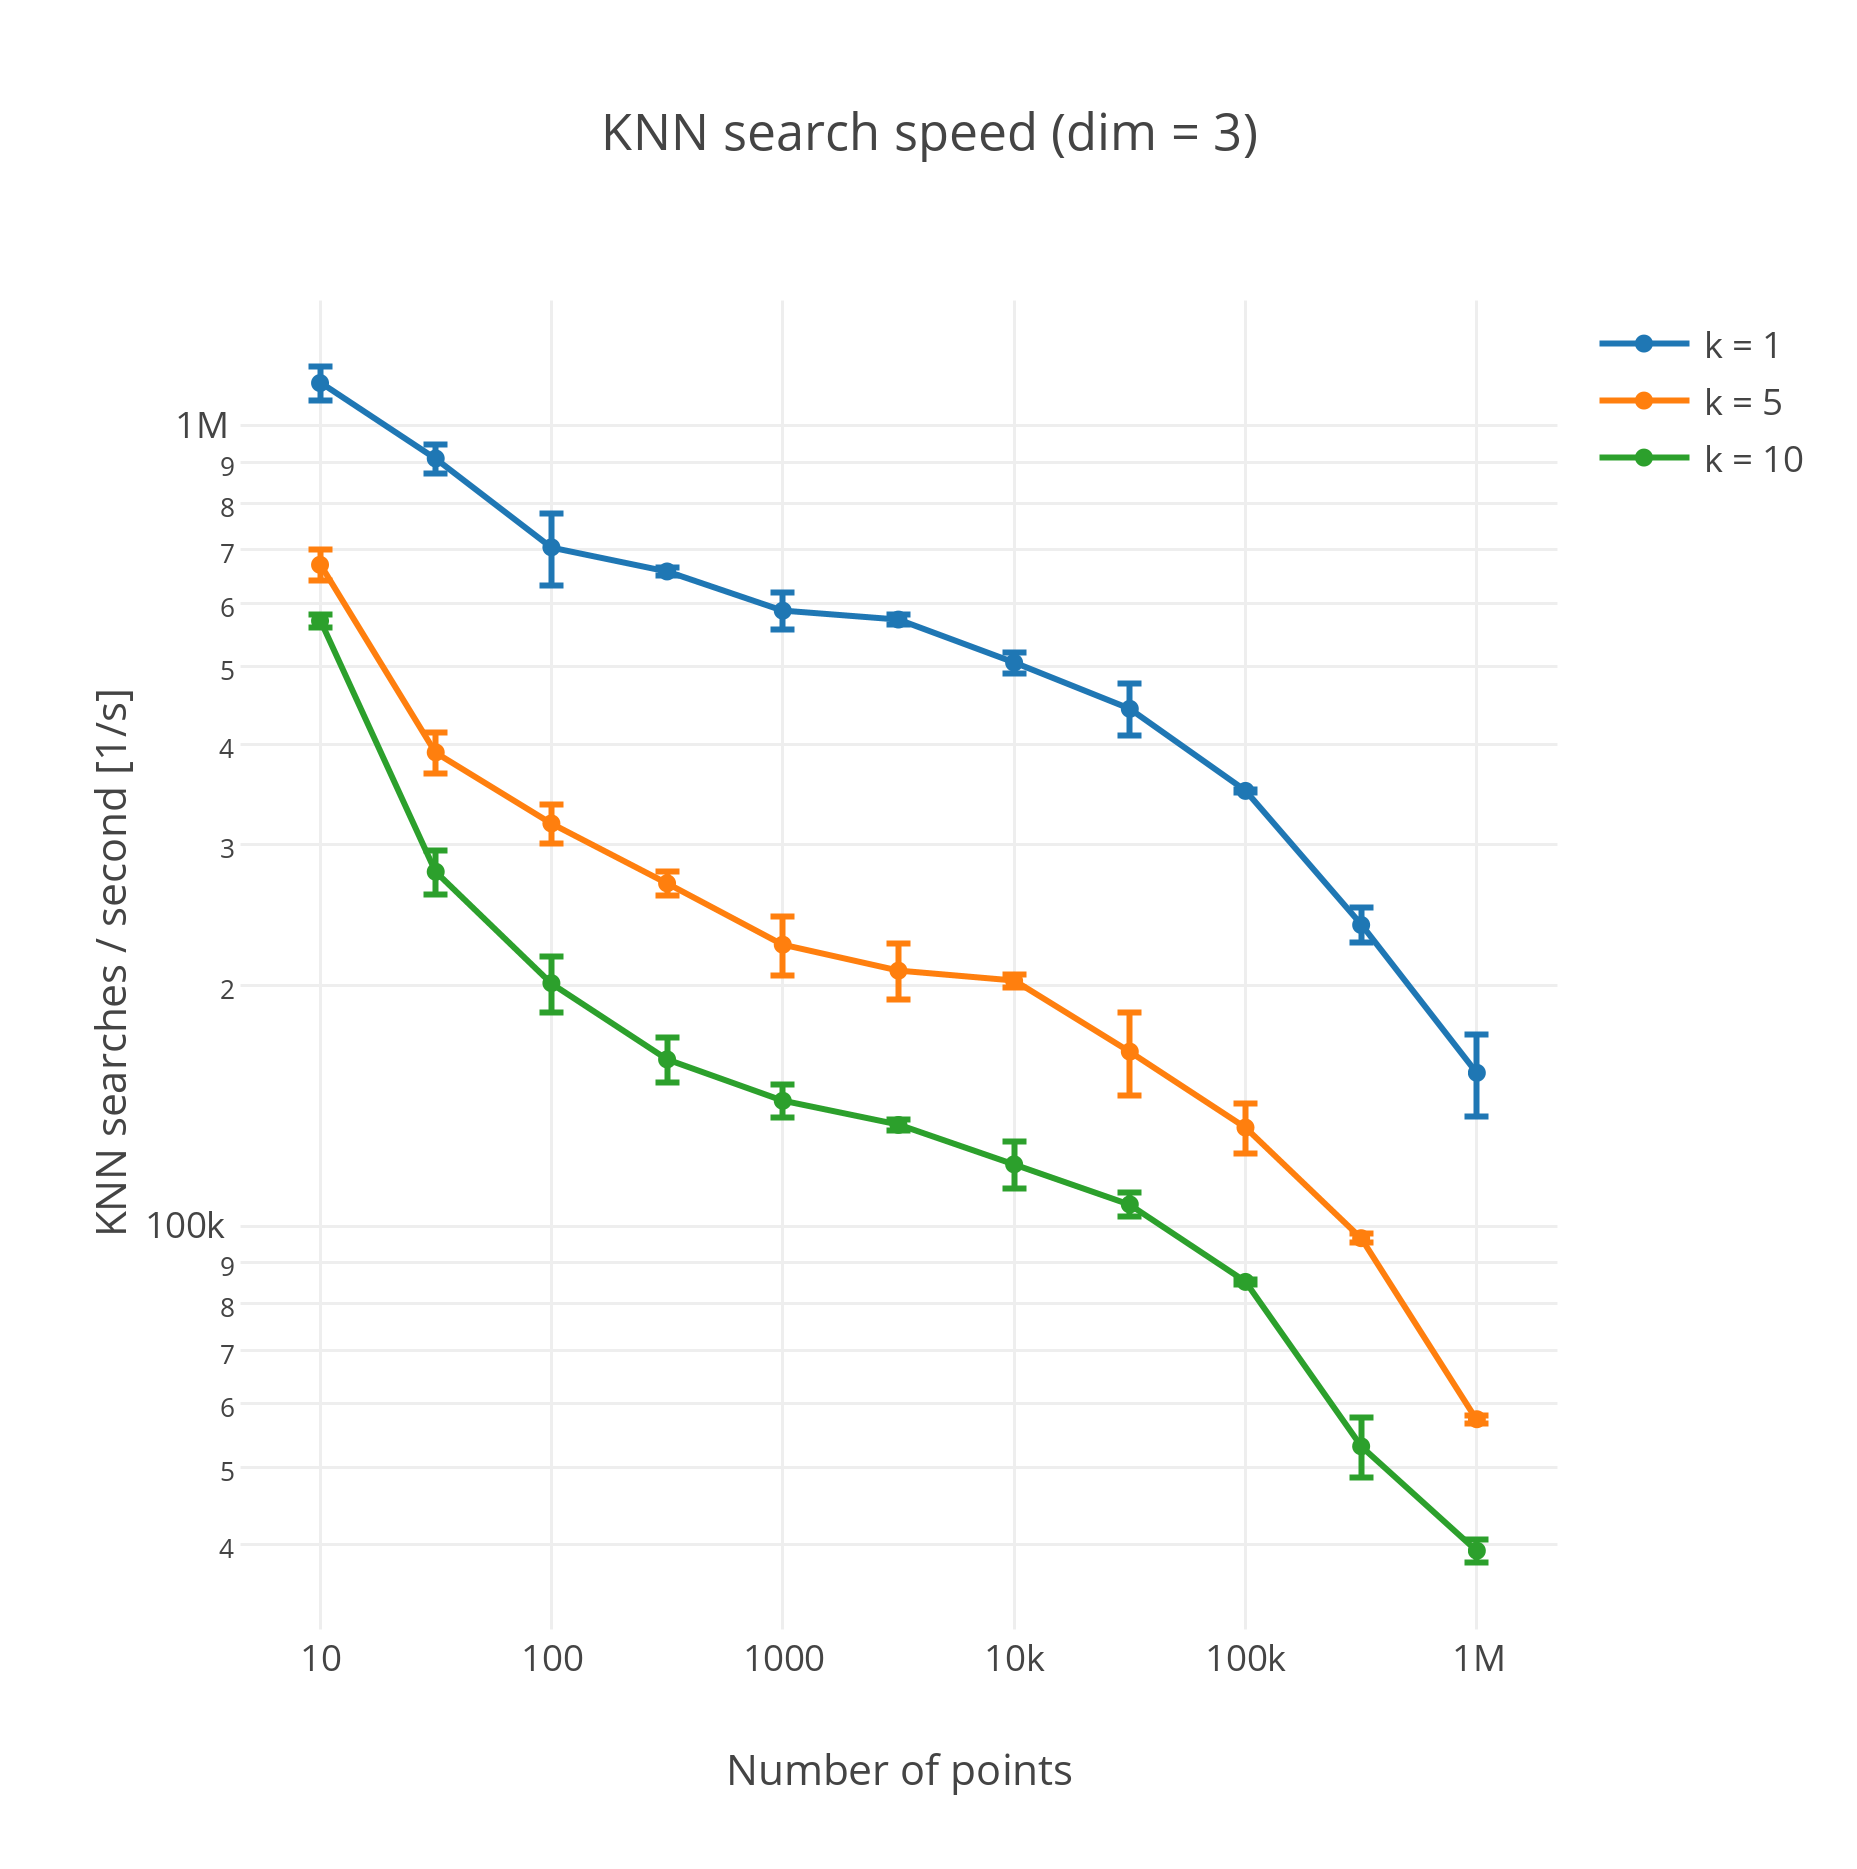 KNN search speed (dim = 3)
k = 1
k = 5
k = 10
KNN searches / second [1/s]
1M
9
8
7
6
5
4
3
2
100k
9
8
7
6
5
4
10 100 1000 10k 100k 1M
Number of points